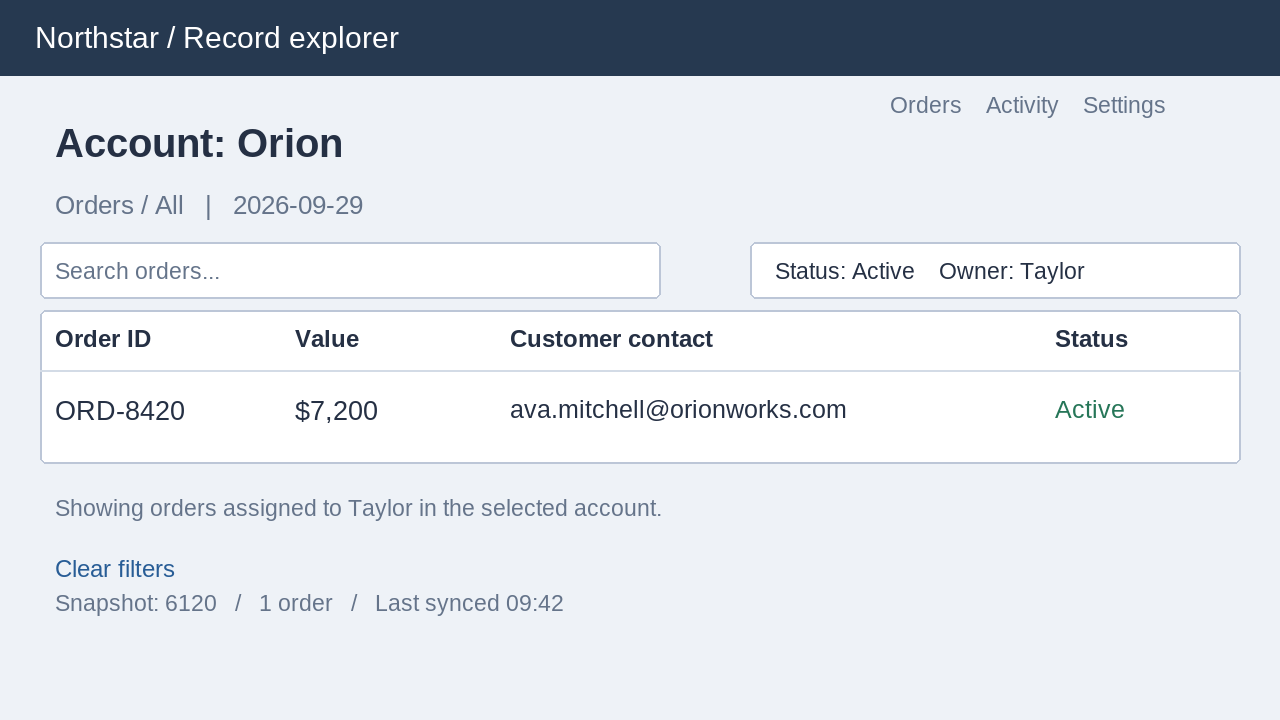 Northstar / Record explorer
Orders Activity Settings
Account: Orion
Orders / All | 2026-09-29
Search orders...
Status: Active Owner: Taylor
Order ID Value Customer contact Status
ORD-8420 $7,200 ava.mitchell@orionworks.com Active
Showing orders assigned to Taylor in the selected account.
Clear filters
Snapshot: 6120 / 1 order / Last synced 09:42